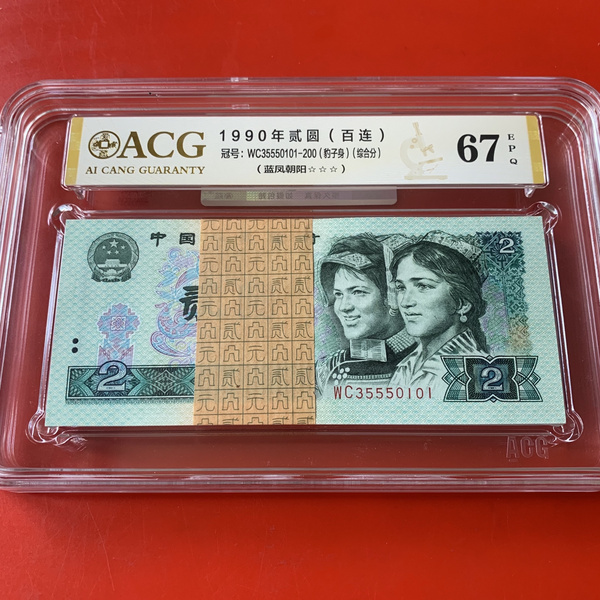 ACG
AI CANG GUARANTY
1990年贰圆（百连）
冠号：WC35550101-200（豹子身）（综合分）
（蓝凤朝阳☆☆☆）
67
EPQ
中国
2
2
2
WC35550101
ACG